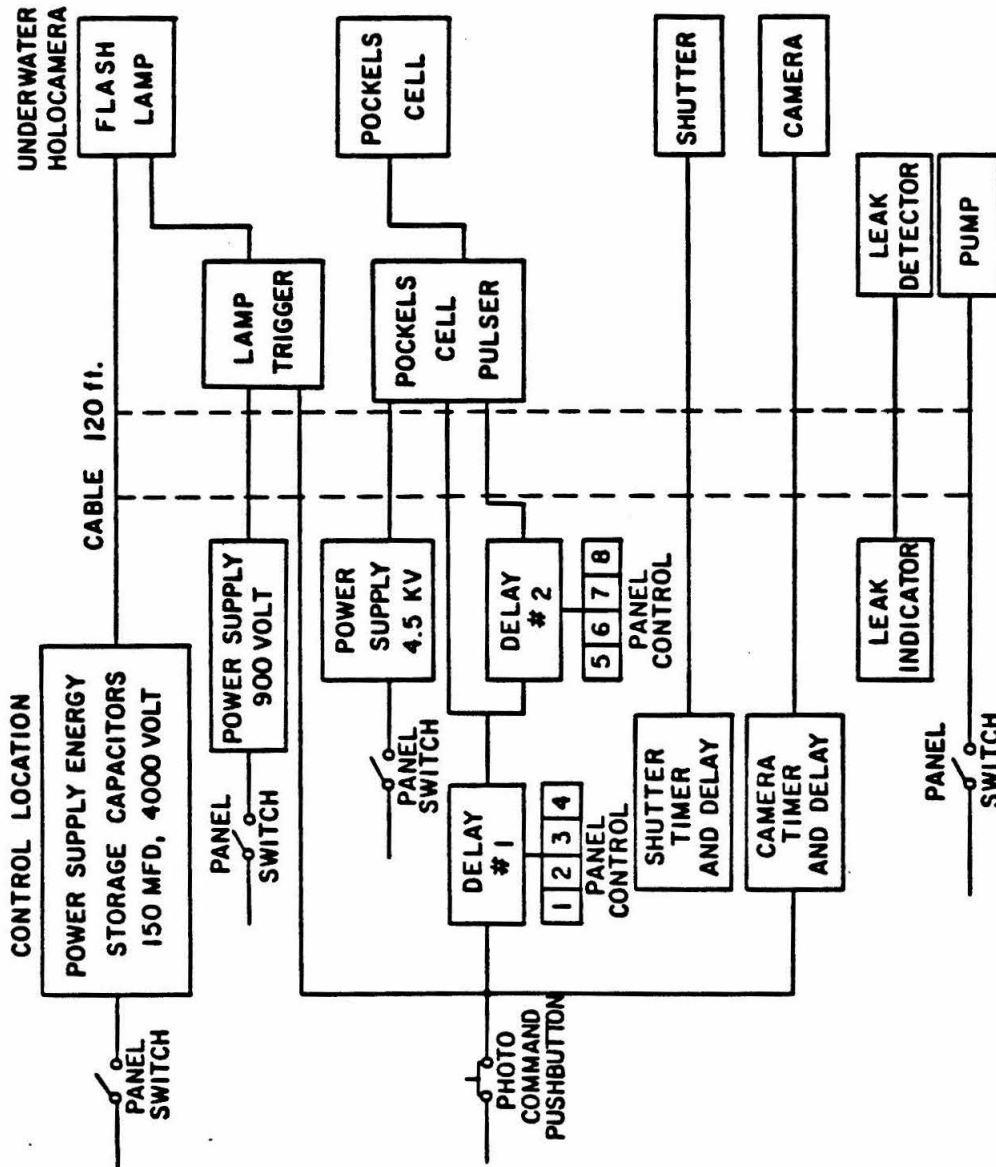 CONTROL LOCATION
CABLE 120 ft.
UNDERWATER
HOLOCAMERA
PANEL
SWITCH
POWER SUPPLY ENERGY
STORAGE CAPACITORS
150 MFD, 4000 VOLT
FLASH
LAMP
PANEL
SWITCH
POWER SUPPLY
900 VOLT
LAMP
TRIGGER
PANEL
SWITCH
POWER
SUPPLY
4.5 KV
POCKELS
CELL
PULSER
POCKELS
CELL
PHOTO
COMMAND
PUSHBUTTON
DELAY
#1
1 2 3 4
PANEL
CONTROL
DELAY
#2
5 6 7 8
PANEL
CONTROL
SHUTTER
TIMER
AND DELAY
SHUTTER
CAMERA
TIMER
AND DELAY
CAMERA
LEAK
INDICATOR
LEAK
DETECTOR
PANEL
SWITCH
PUMP